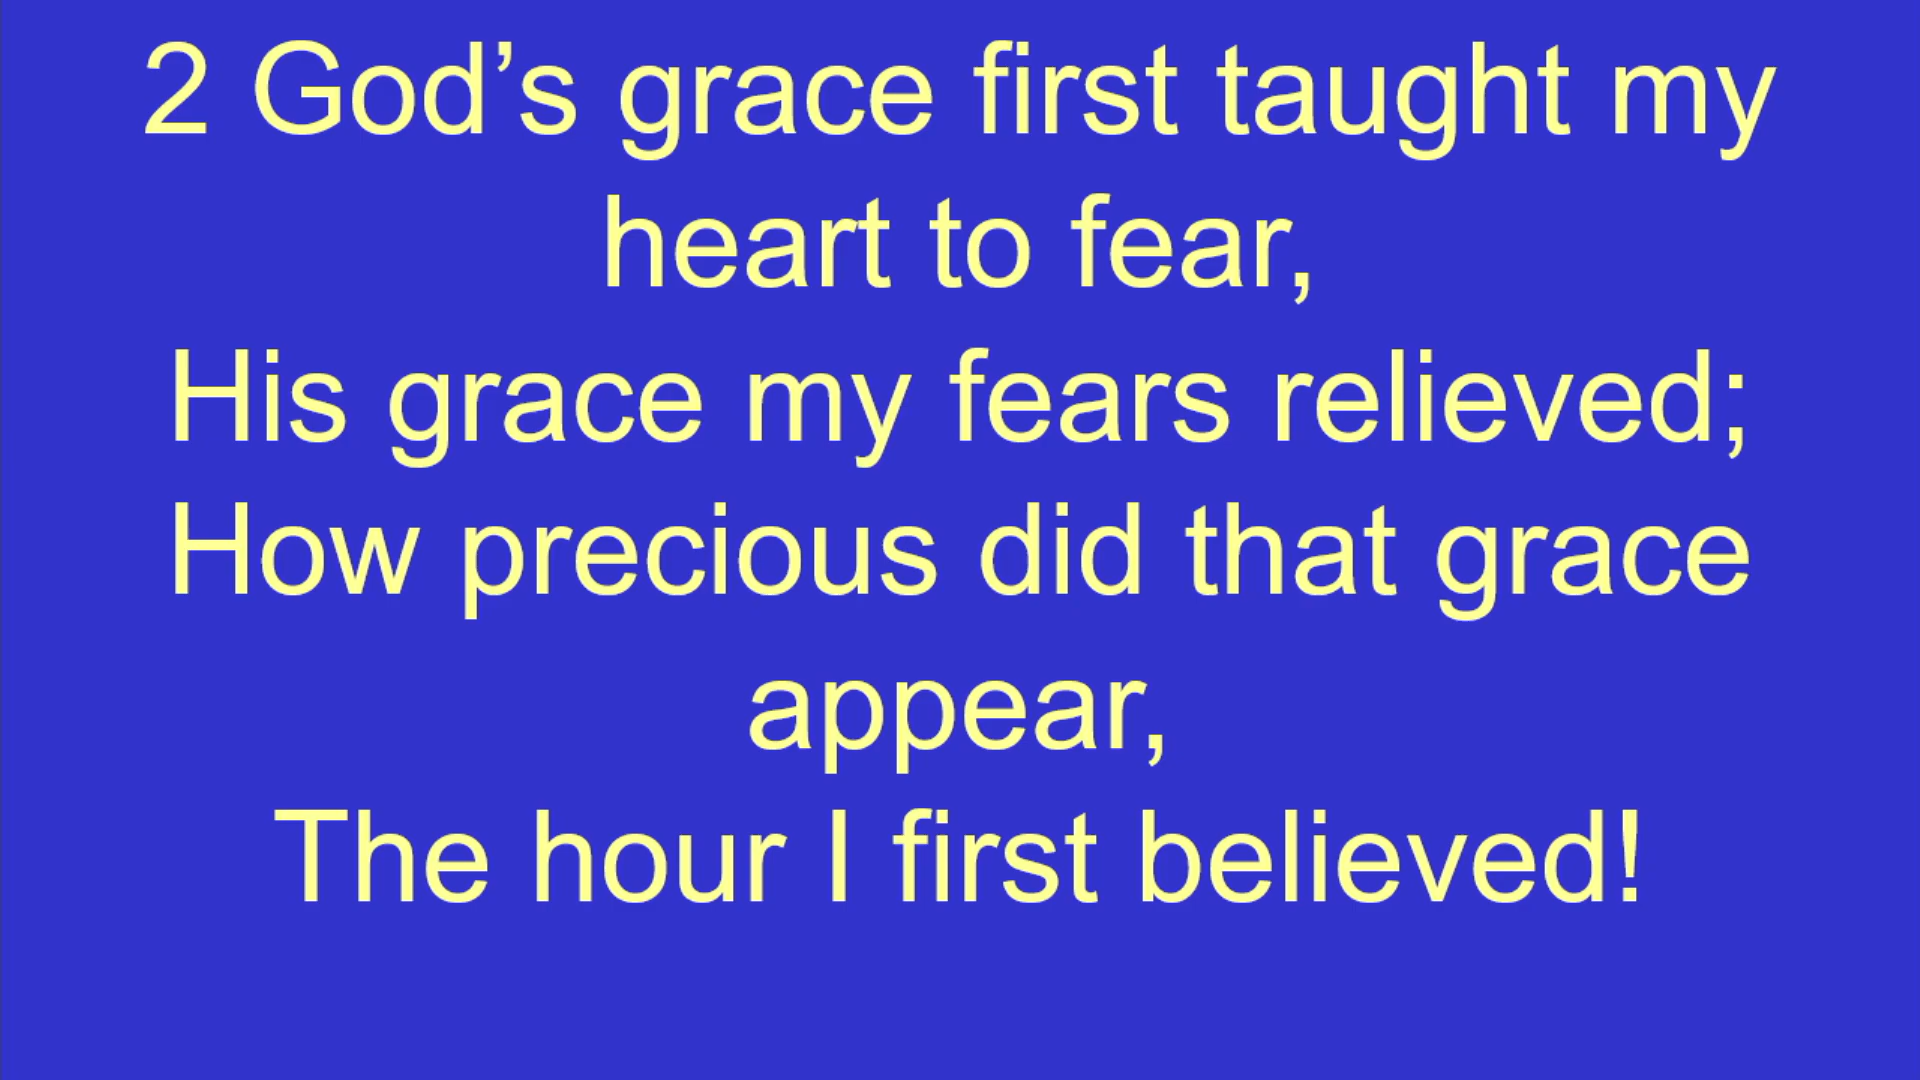 2 God’s grace first taught my
heart to fear,
His grace my fears relieved;
How precious did that grace
appear,
The hour I first believed!